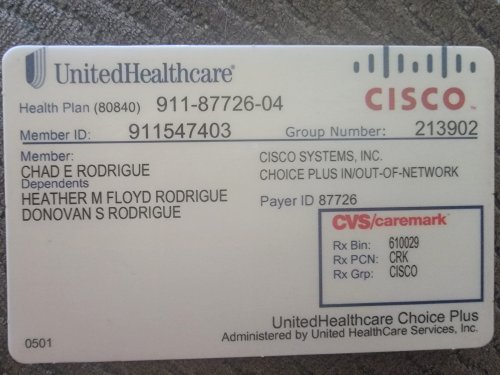 UnitedHealthcare®
CISCO
Health Plan (80840) 911-87726-04
Member ID: 911547403 Group Number: 213902
Member:
CHAD E RODRIGUE
Dependents
HEATHER M FLOYD RODRIGUE
DONOVAN S RODRIGUE
CISCO SYSTEMS, INC.
CHOICE PLUS IN/OUT-OF-NETWORK
Payer ID 87726
CVS/caremark
Rx Bin: 610029
Rx PCN: CRK
Rx Grp: CISCO
UnitedHealthcare Choice Plus
0501 Administered by United HealthCare Services, Inc.